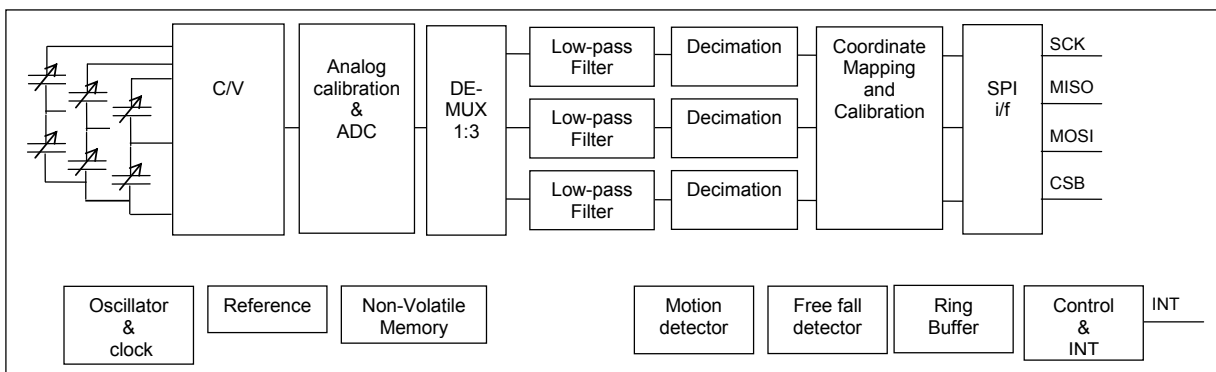 C/V
Analog
calibration
&
ADC
DE-
MUX
1:3
Low-pass
Filter
Decimation
Low-pass
Filter
Decimation
Low-pass
Filter
Decimation
Coordinate
Mapping
and
Calibration
SPI
i/f
SCK
MISO
MOSI
CSB
Oscillator
&
clock
Reference
Non-Volatile
Memory
Motion
detector
Free fall
detector
Ring
Buffer
Control
&
INT
INT